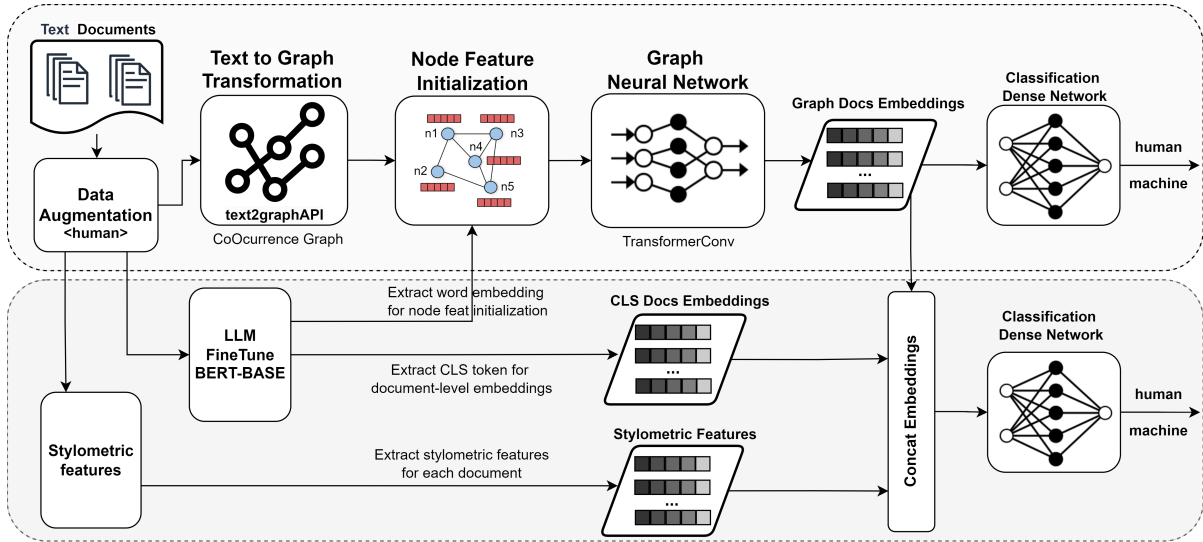 Text Documents
Data
Augmentation
<human>
Text to Graph
Transformation
text2graphAPI
CoOcurrence Graph
Node Feature
Initialization
n1
n3
n4
n2
n5
Graph
Neural Network
TransformerConv
Graph Docs Embeddings
...
Classification
Dense Network
human
machine
LLM
FineTune
BERT-BASE
Extract word embedding
for node feat initialization
Extract CLS token for
document-level embeddings
CLS Docs Embeddings
...
Stylometric
features
Extract stylometric features
for each document
Stylometric Features
...
Concat Embeddings
Classification
Dense Network
human
machine